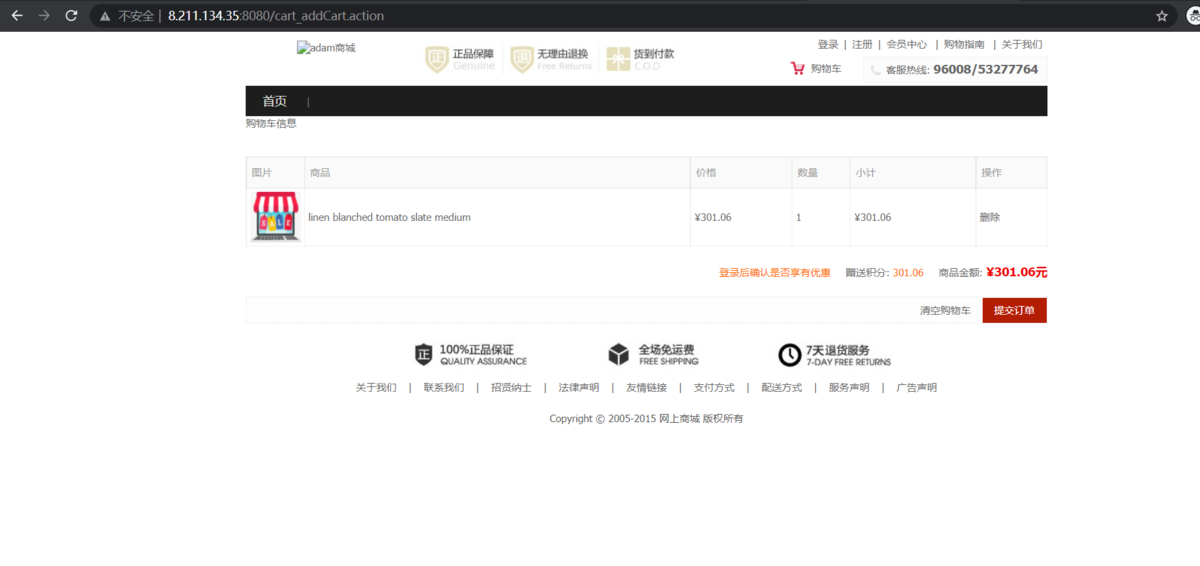 不安全 | 8.211.134.35:8080/cart_addCart.action
adam商城
正品保障 无理由退换 货到付款
Genuine Free Returns C.O.D
登录 | 注册 | 会员中心 | 购物指南 | 关于我们
购物车 客服热线: 96008/53277764
首页 |
购物车信息
图片 商品 价格 数量 小计 操作
SALE
linen blanched tomato slate medium ¥301.06 1 ¥301.06 删除
登录后确认是否享有优惠 赠送积分: 301.06 商品金额: ¥301.06元
清空购物车 提交订单
正 100%正品保证 全场免运费 7天退货服务
QUALITY ASSURANCE FREE SHIPPING 7-DAY FREE RETURNS
关于我们 | 联系我们 | 招贤纳士 | 法律声明 | 友情链接 | 支付方式 | 配送方式 | 服务声明 | 广告声明
Copyright © 2005-2015 网上商城 版权所有